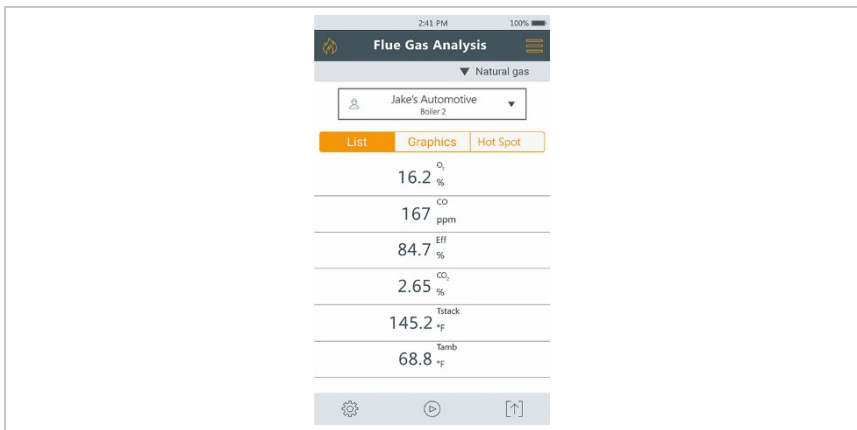 2:41 PM 100%
Flue Gas Analysis
▼ Natural gas
Jake's Automotive ▼
Boiler 2
List Graphics Hot Spot
16.2 O₂ %
167 CO ppm
84.7 Eff %
2.65 CO₂ %
145.2 Tstack °F
68.8 Tamb °F